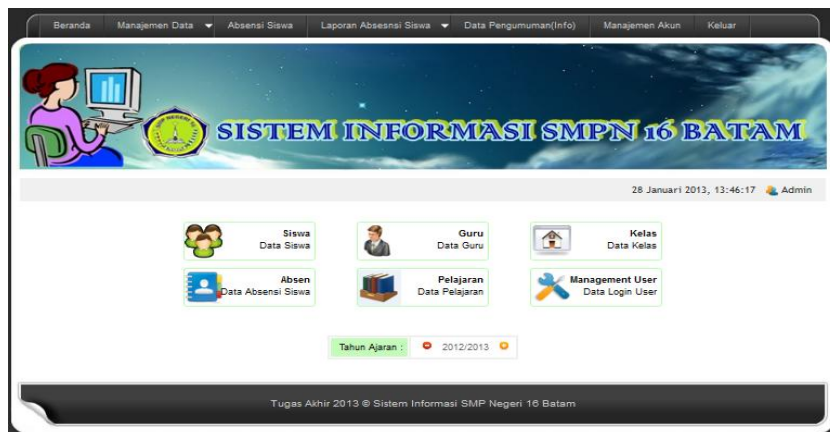 Beranda Manajemen Data Absensi Siswa Laporan Absesnsi Siswa Data Pengumuman(Info) Manajemen Akun Keluar
SISTEM INFORMASI SMPN 16 BATAM
28 Januari 2013, 13:46:17 Admin
Siswa
Data Siswa
Guru
Data Guru
Kelas
Data Kelas
Absen
Data Absensi Siswa
Pelajaran
Data Pelajaran
Management User
Data Login User
Tahun Ajaran : 2012/2013
Tugas Akhir 2013 © Sistem Informasi SMP Negeri 16 Batam